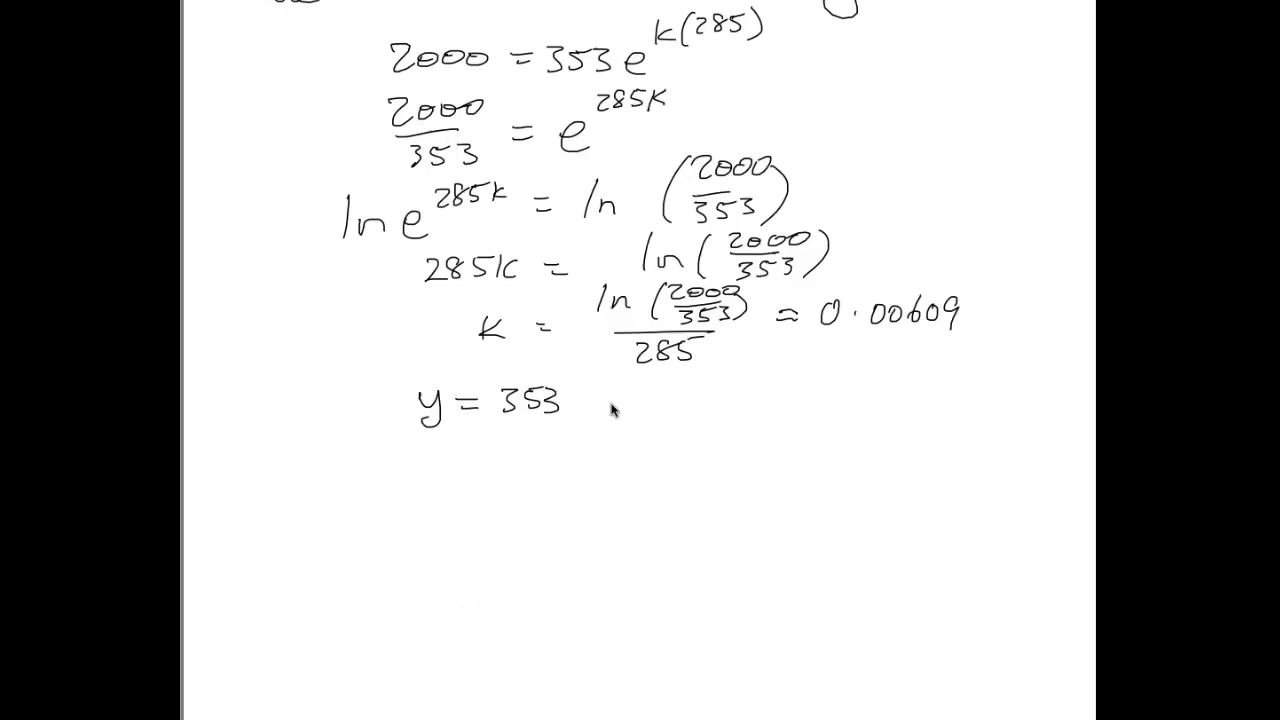 2000 = 353 e^{k(285)}
2000/353 = e^{285k}
ln e^{285k} = ln (2000/353)
285k = ln (2000/353)
k = ln (2000/353) / 285 ≈ 0.00609
y = 353